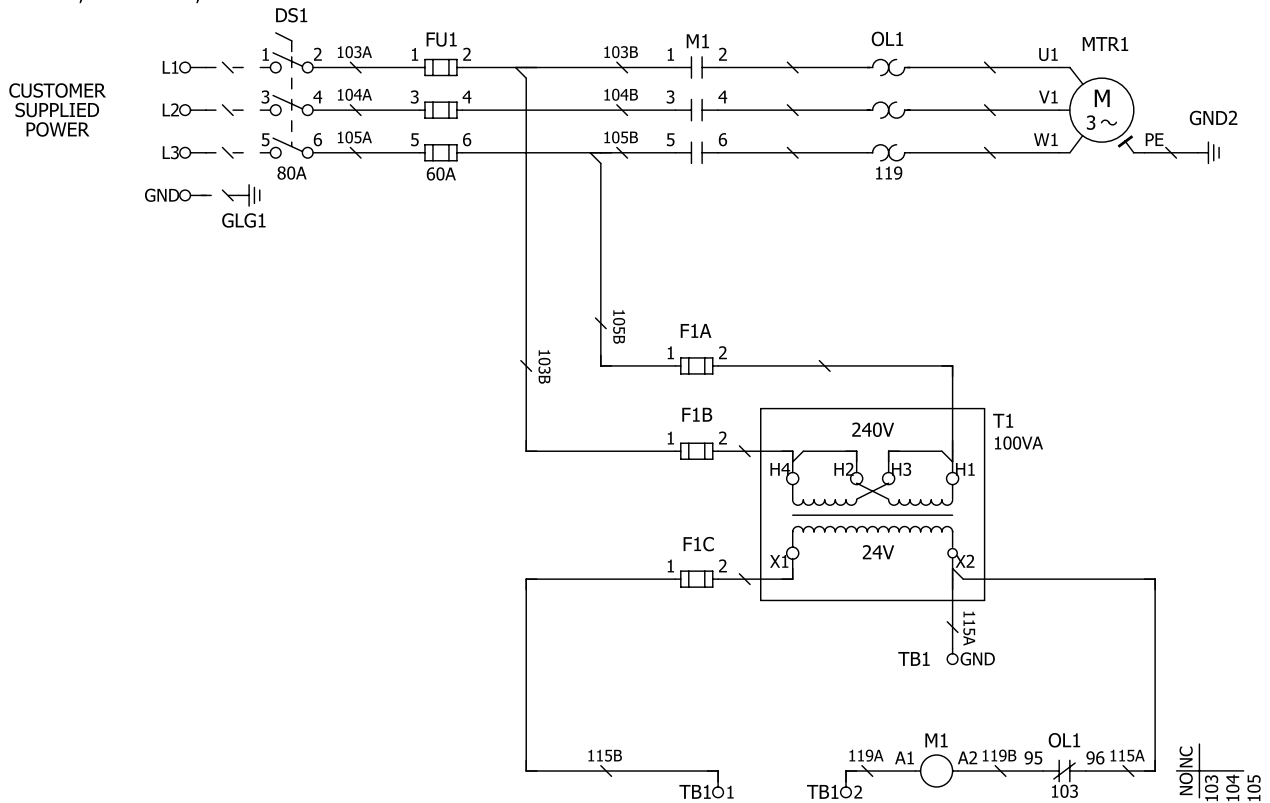 DS1
1 2 103A 1 FU1 2 103B 1 M1 2 OL1 U1 MTR1
L1
CUSTOMER
SUPPLIED
POWER
L2 3 4 104A 3 4 104B 3 4 V1 M
3~
GND2
L3 5 6 105A 5 6 105B 5 6 W1 PE
80A 60A 119
GND
GLG1
105B
103B
F1A
1 2
F1B
1 2
T1
100VA
240V
H4 H2 H3 H1
24V
X1 X2
F1C
1 2
115A
TB1 GND
115B
TB1 1
TB1 2
119A A1 M1 A2 119B 95 OL1 96 115A
103
NO NC
103
104
105